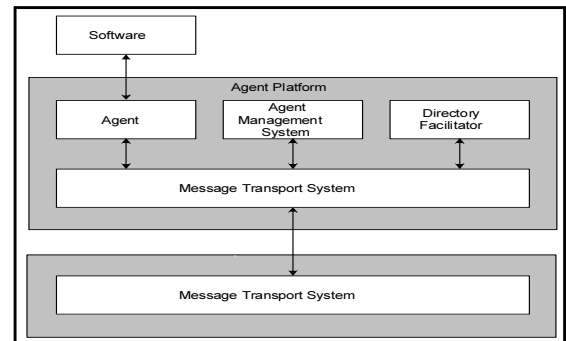 Software
Agent Platform
Agent
Agent
Management
System
Directory
Facilitator
Message Transport System
Message Transport System